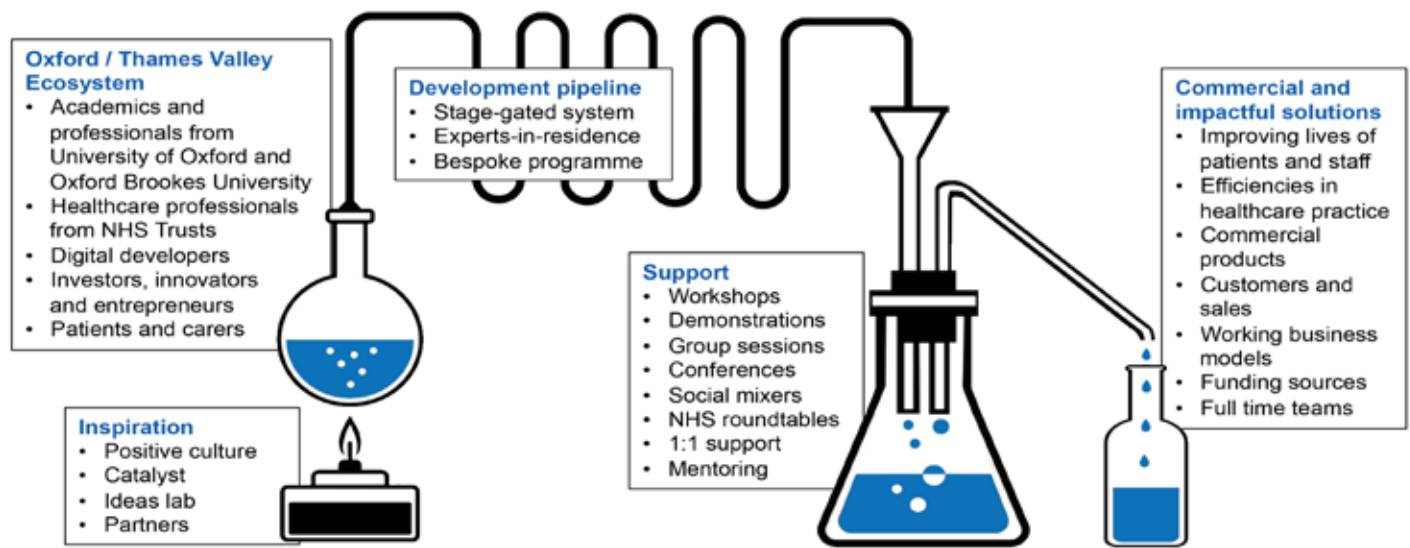 Oxford / Thames Valley
Ecosystem
• Academics and
professionals from
University of Oxford and
Oxford Brookes University
• Healthcare professionals
from NHS Trusts
• Digital developers
• Investors, innovators
and entrepreneurs
• Patients and carers
Inspiration
• Positive culture
• Catalyst
• Ideas lab
• Partners
Development pipeline
• Stage-gated system
• Experts-in-residence
• Bespoke programme
Support
• Workshops
• Demonstrations
• Group sessions
• Conferences
• Social mixers
• NHS roundtables
• 1:1 support
• Mentoring
Commercial and
impactful solutions
• Improving lives of
patients and staff
• Efficiencies in
healthcare practice
• Commercial
products
• Customers and
sales
• Working business
models
• Funding sources
• Full time teams